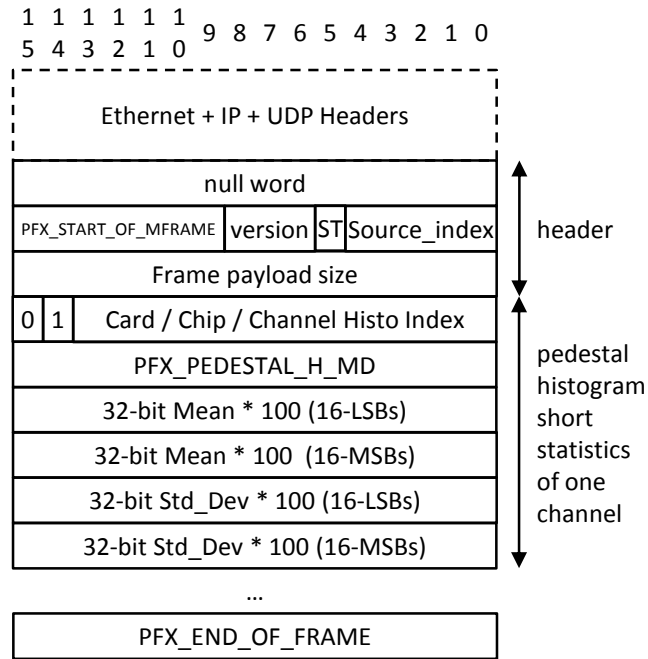 1 1 1 1 1 1
5 4 3 2 1 0 9 8 7 6 5 4 3 2 1 0
Ethernet + IP + UDP Headers
null word
PFX_START_OF_MFRAME version ST Source_index
header
Frame payload size
0 1 Card / Chip / Channel Histo Index
PFX_PEDESTAL_H_MD
32-bit Mean * 100 (16-LSBs)
32-bit Mean * 100 (16-MSBs)
32-bit Std_Dev * 100 (16-LSBs)
32-bit Std_Dev * 100 (16-MSBs)
pedestal
histogram
short
statistics
of one
channel
...
PFX_END_OF_FRAME